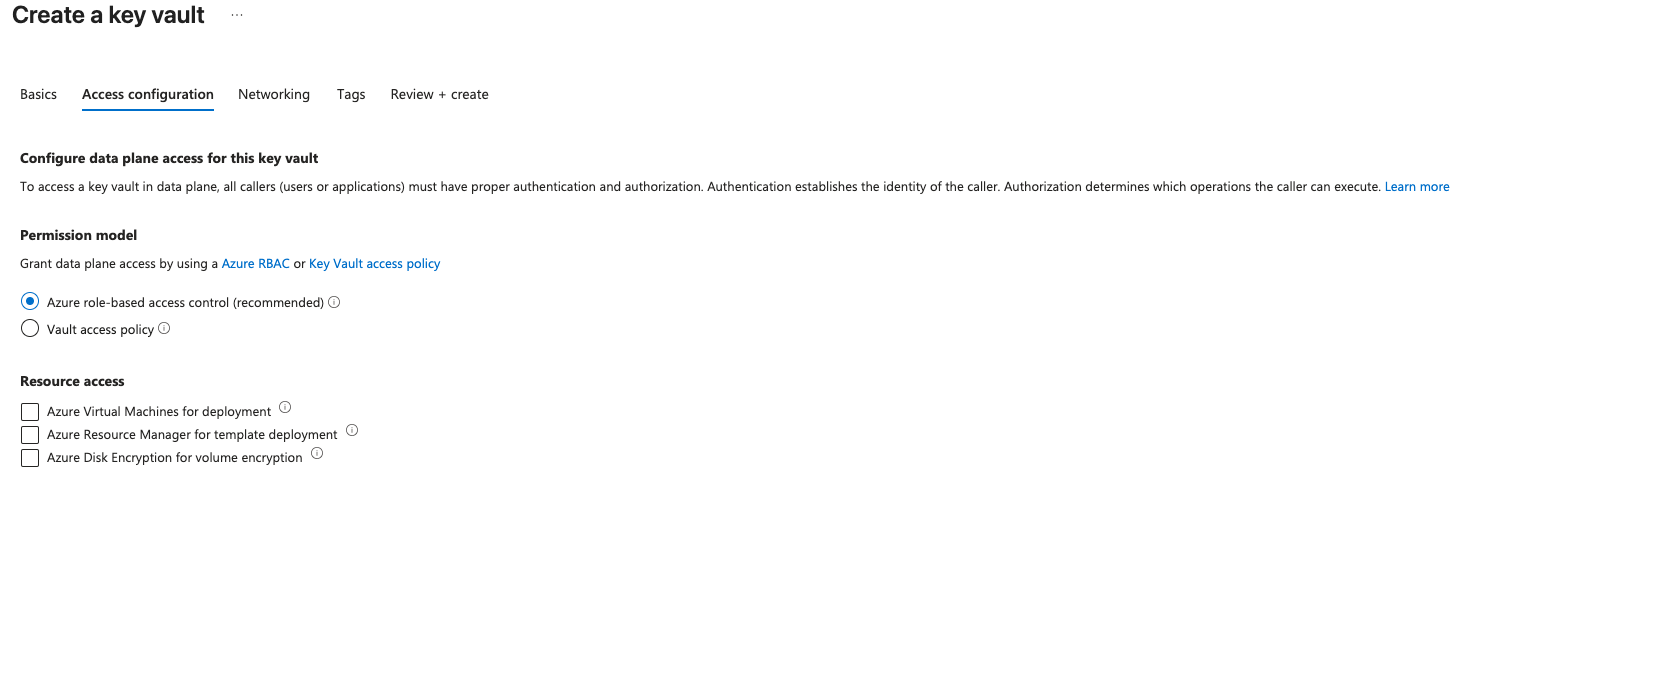 Create a key vault ...
Basics Access configuration Networking Tags Review + create
Configure data plane access for this key vault
To access a key vault in data plane, all callers (users or applications) must have proper authentication and authorization. Authentication establishes the identity of the caller. Authorization determines which operations the caller can execute. Learn more
Permission model
Grant data plane access by using a Azure RBAC or Key Vault access policy
Azure role-based access control (recommended)
Vault access policy
Resource access
Azure Virtual Machines for deployment
Azure Resource Manager for template deployment
Azure Disk Encryption for volume encryption